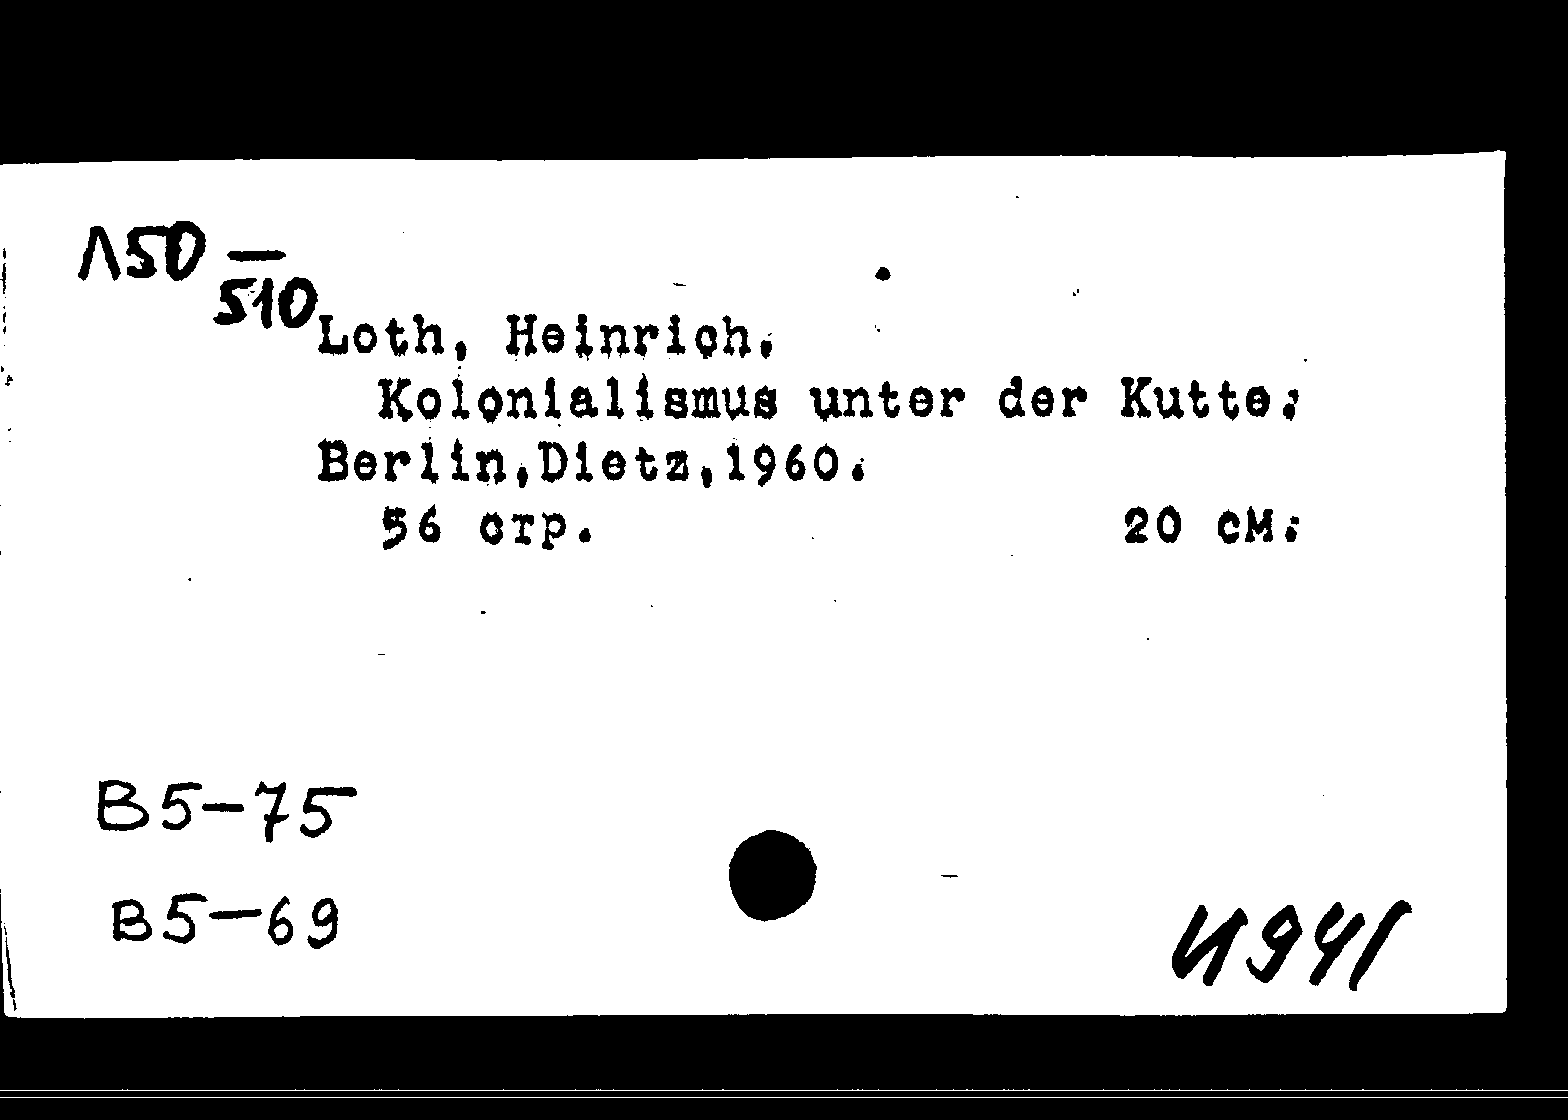 Л50 —
510
Loth, Heinrich.
Kolonialismus unter der Kutte.
Berlin,Dietz,1960.
56 стр. 20 см.
В5-75
В5-69
И941